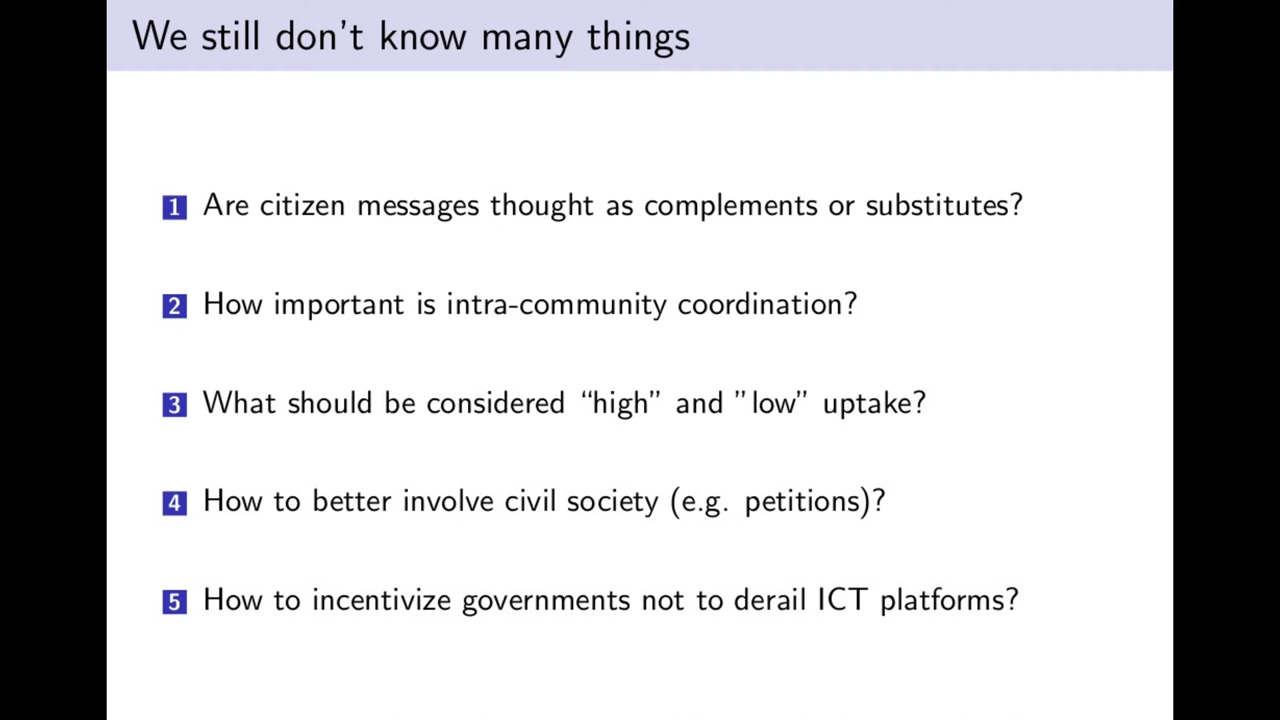 We still don't know many things
1 Are citizen messages thought as complements or substitutes?
2 How important is intra-community coordination?
3 What should be considered “high” and ”low” uptake?
4 How to better involve civil society (e.g. petitions)?
5 How to incentivize governments not to derail ICT platforms?